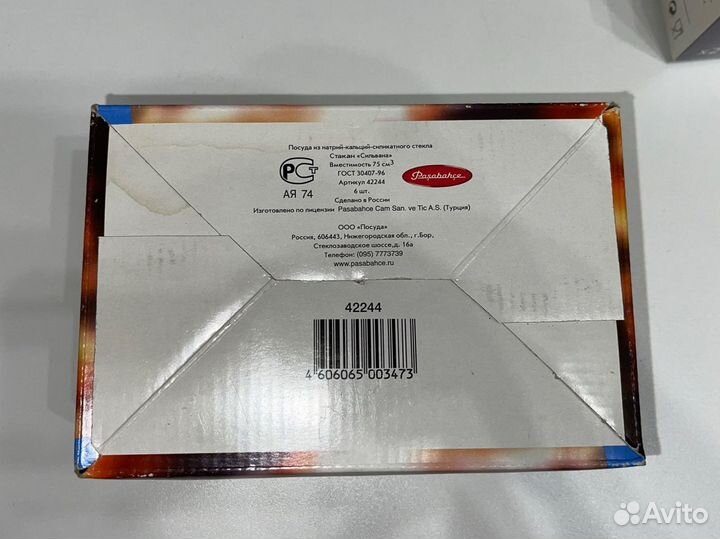 Посуда из натрий-кальций-силикатного стекла
Стакан «Сильвана»
Вместимость 75 см3
ГОСТ 30407-96
Артикул 42244
6 шт.
Сделано в России
Изготовлено по лицензии Pasabahce Cam San. ve Tic A.S. (Турция)
РСТ
АЯ 74
Paşabahçe
ООО «Посуда»
Россия, 606443, Нижегородская обл., г.Бор,
Стеклозаводское шоссе,д. 16а
Телефон: (095) 7773739
www.pasabahce.ru
42244
4 606065 003473
Avito